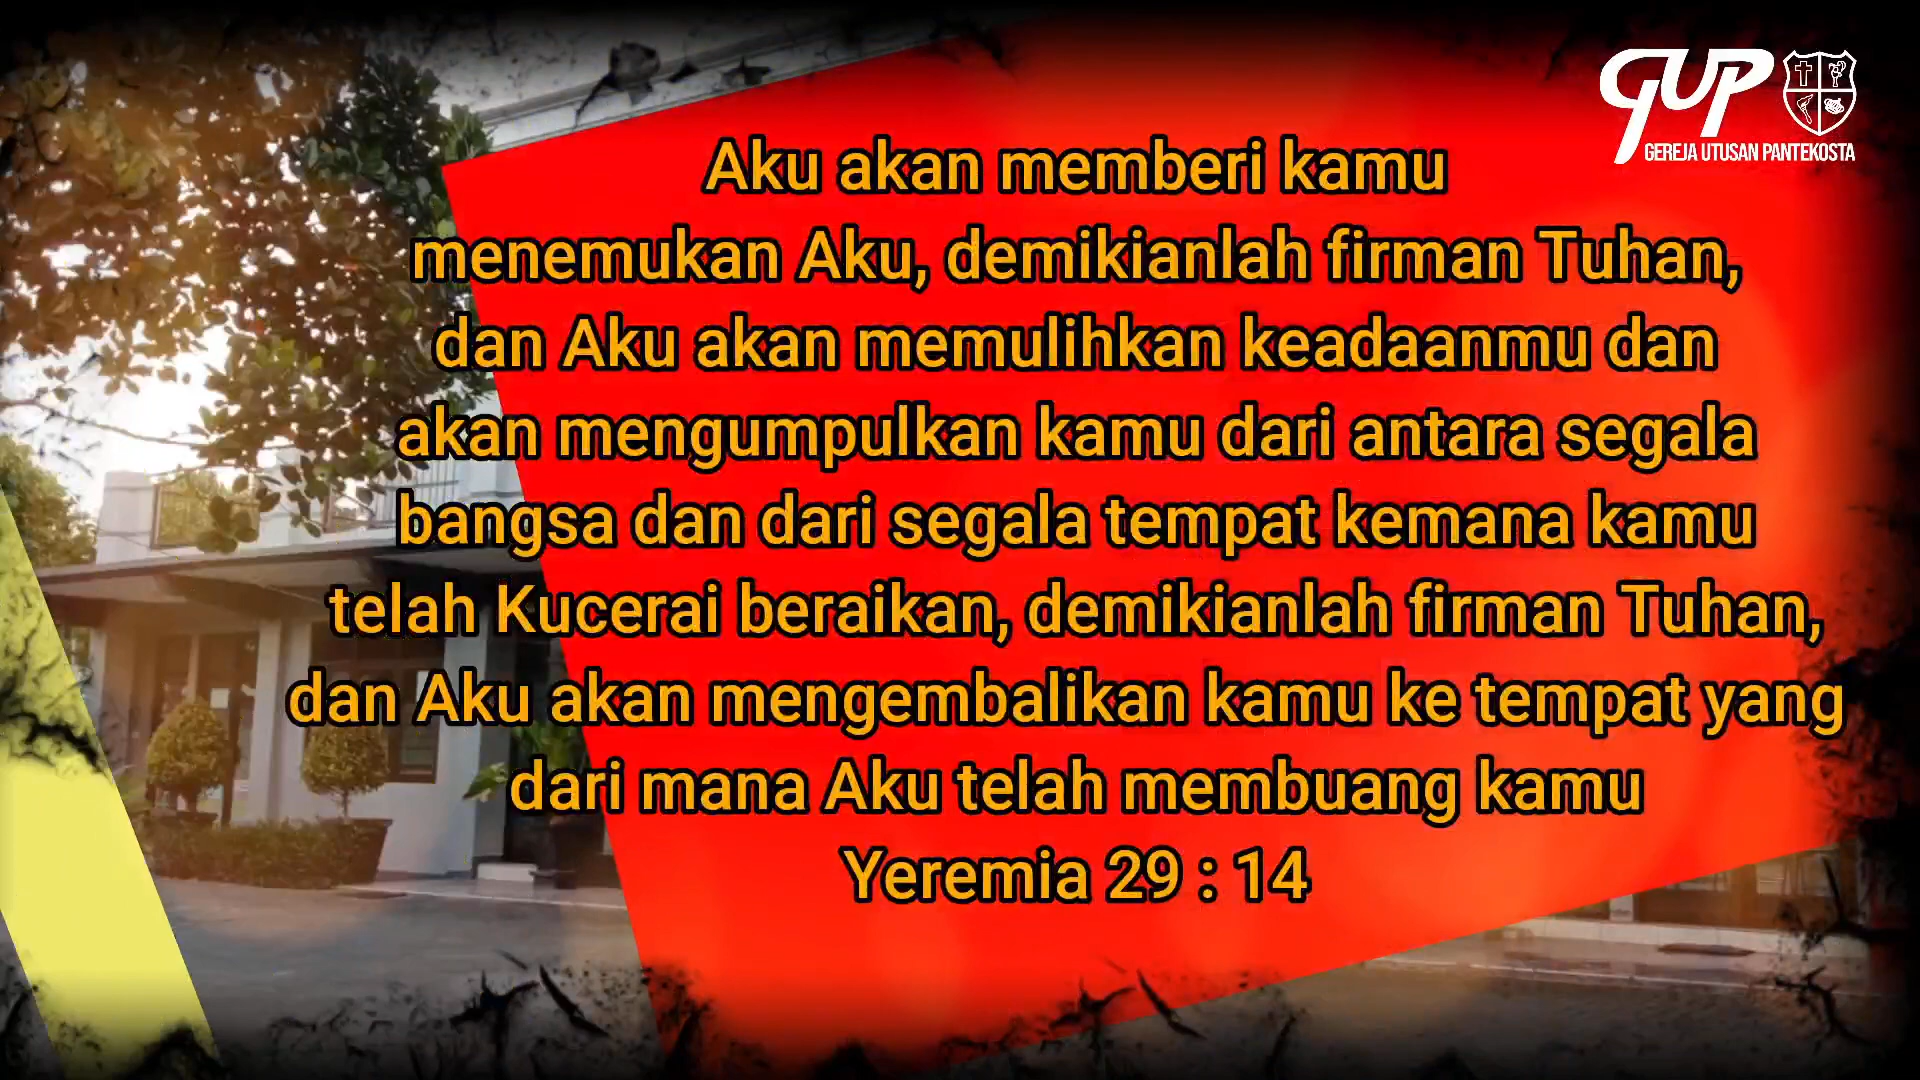 GUP
GEREJA UTUSAN PANTEKOSTA
Aku akan memberi kamu
menemukan Aku, demikianlah firman Tuhan,
dan Aku akan memulihkan keadaanmu dan
akan mengumpulkan kamu dari antara segala
bangsa dan dari segala tempat kemana kamu
telah Kucerai beraikan, demikianlah firman Tuhan,
dan Aku akan mengembalikan kamu ke tempat yang
dari mana Aku telah membuang kamu
Yeremia 29 : 14